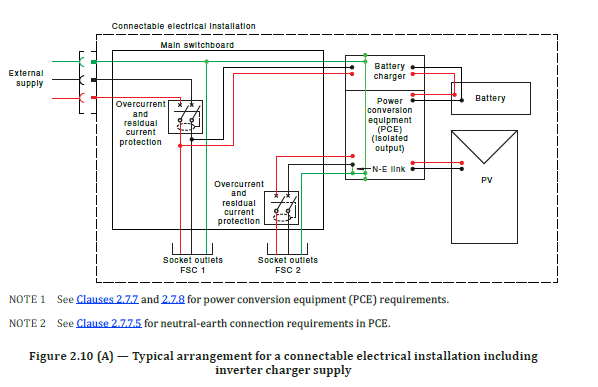 Connectable electrical installation
Main switchboard
External
supply
Overcurrent
and
residual
current
protection
Battery
charger
Power
conversion
equipment
(PCE)
(isolated
output)
N-E link
Battery
PV
Overcurrent
and
residual
current
protection
Socket outlets
FSC 1
Socket outlets
FSC 2
NOTE 1 See Clauses 2.7.7 and 2.7.8 for power conversion equipment (PCE) requirements.
NOTE 2 See Clause 2.7.7.5 for neutral-earth connection requirements in PCE.
Figure 2.10 (A) — Typical arrangement for a connectable electrical installation including
inverter charger supply